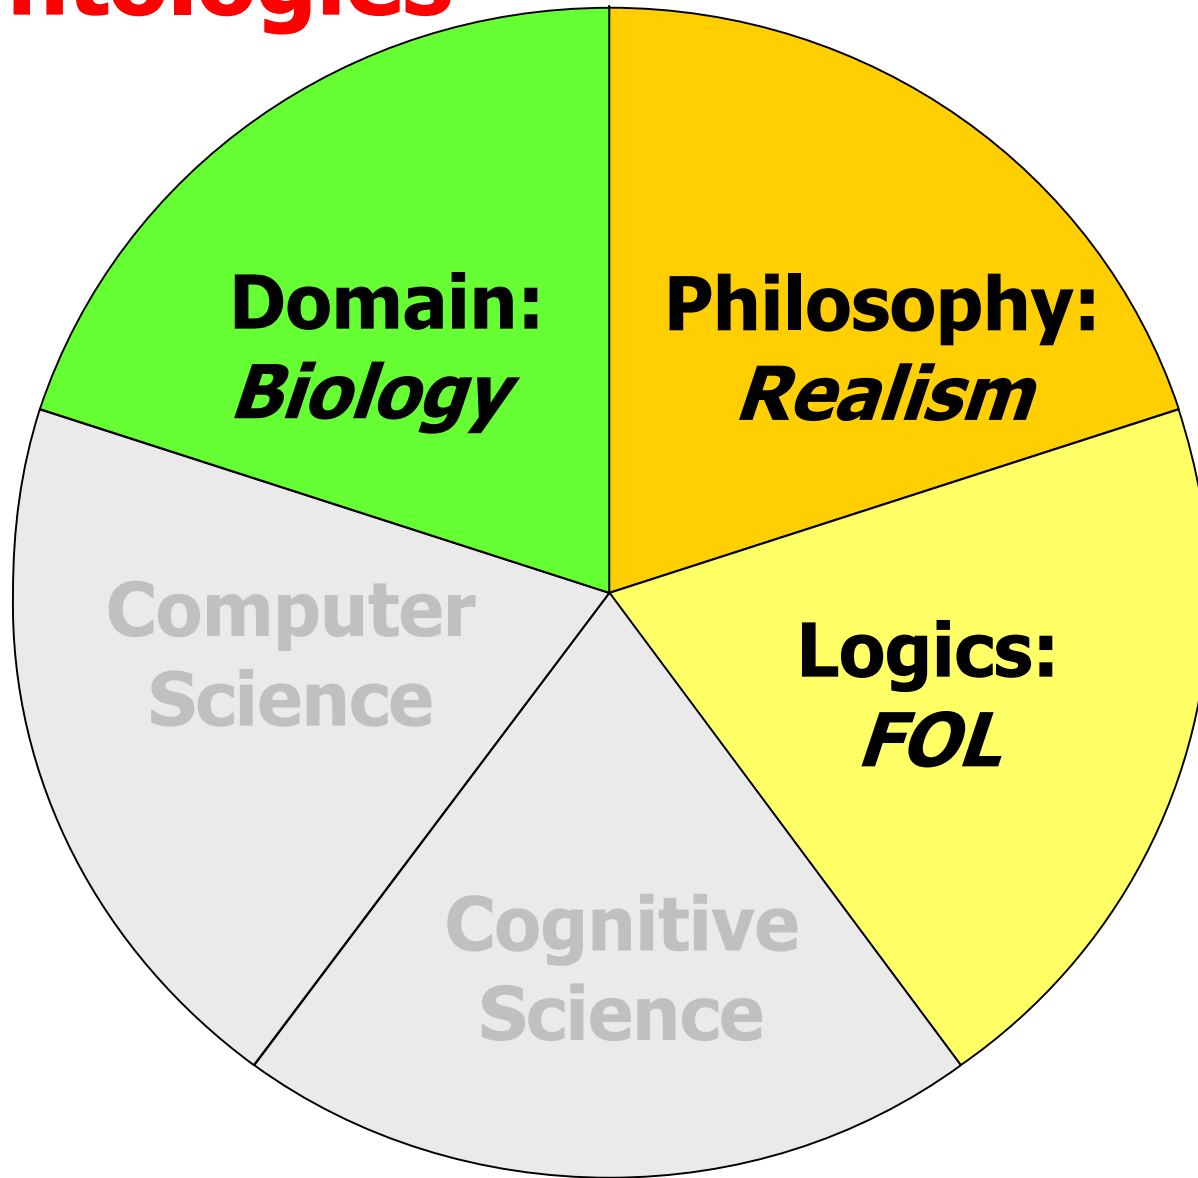 Domain:
Biology
Philosophy:
Realism
Logics:
FOL
Computer
Science
Cognitive
Science